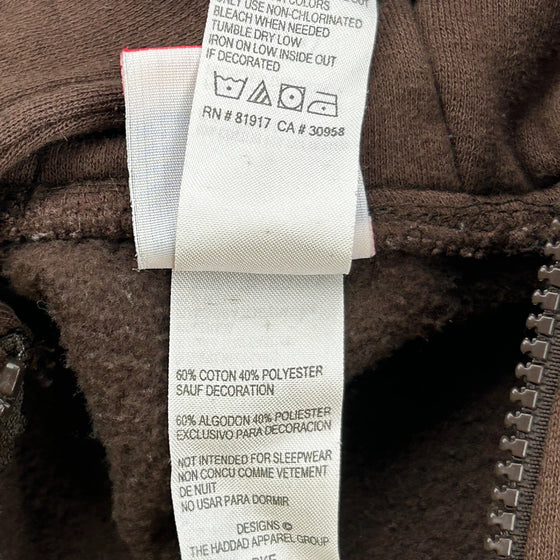 ONLY USE NON-CHLORINATED
BLEACH WHEN NEEDED
TUMBLE DRY LOW
IRON ON LOW INSIDE OUT
IF DECORATED
RN # 81917 CA # 30958
60% COTON 40% POLYESTER
SAUF DECORATION
60% ALGODON 40% POLIESTER
EXCLUSIVO PARA DECORACION
NOT INTENDED FOR SLEEPWEAR
NON CONCU COMME VETEMENT
DE NUIT
NO USAR PARA DORMIR
DESIGNS ©
THE HADDAD APPAREL GROUP